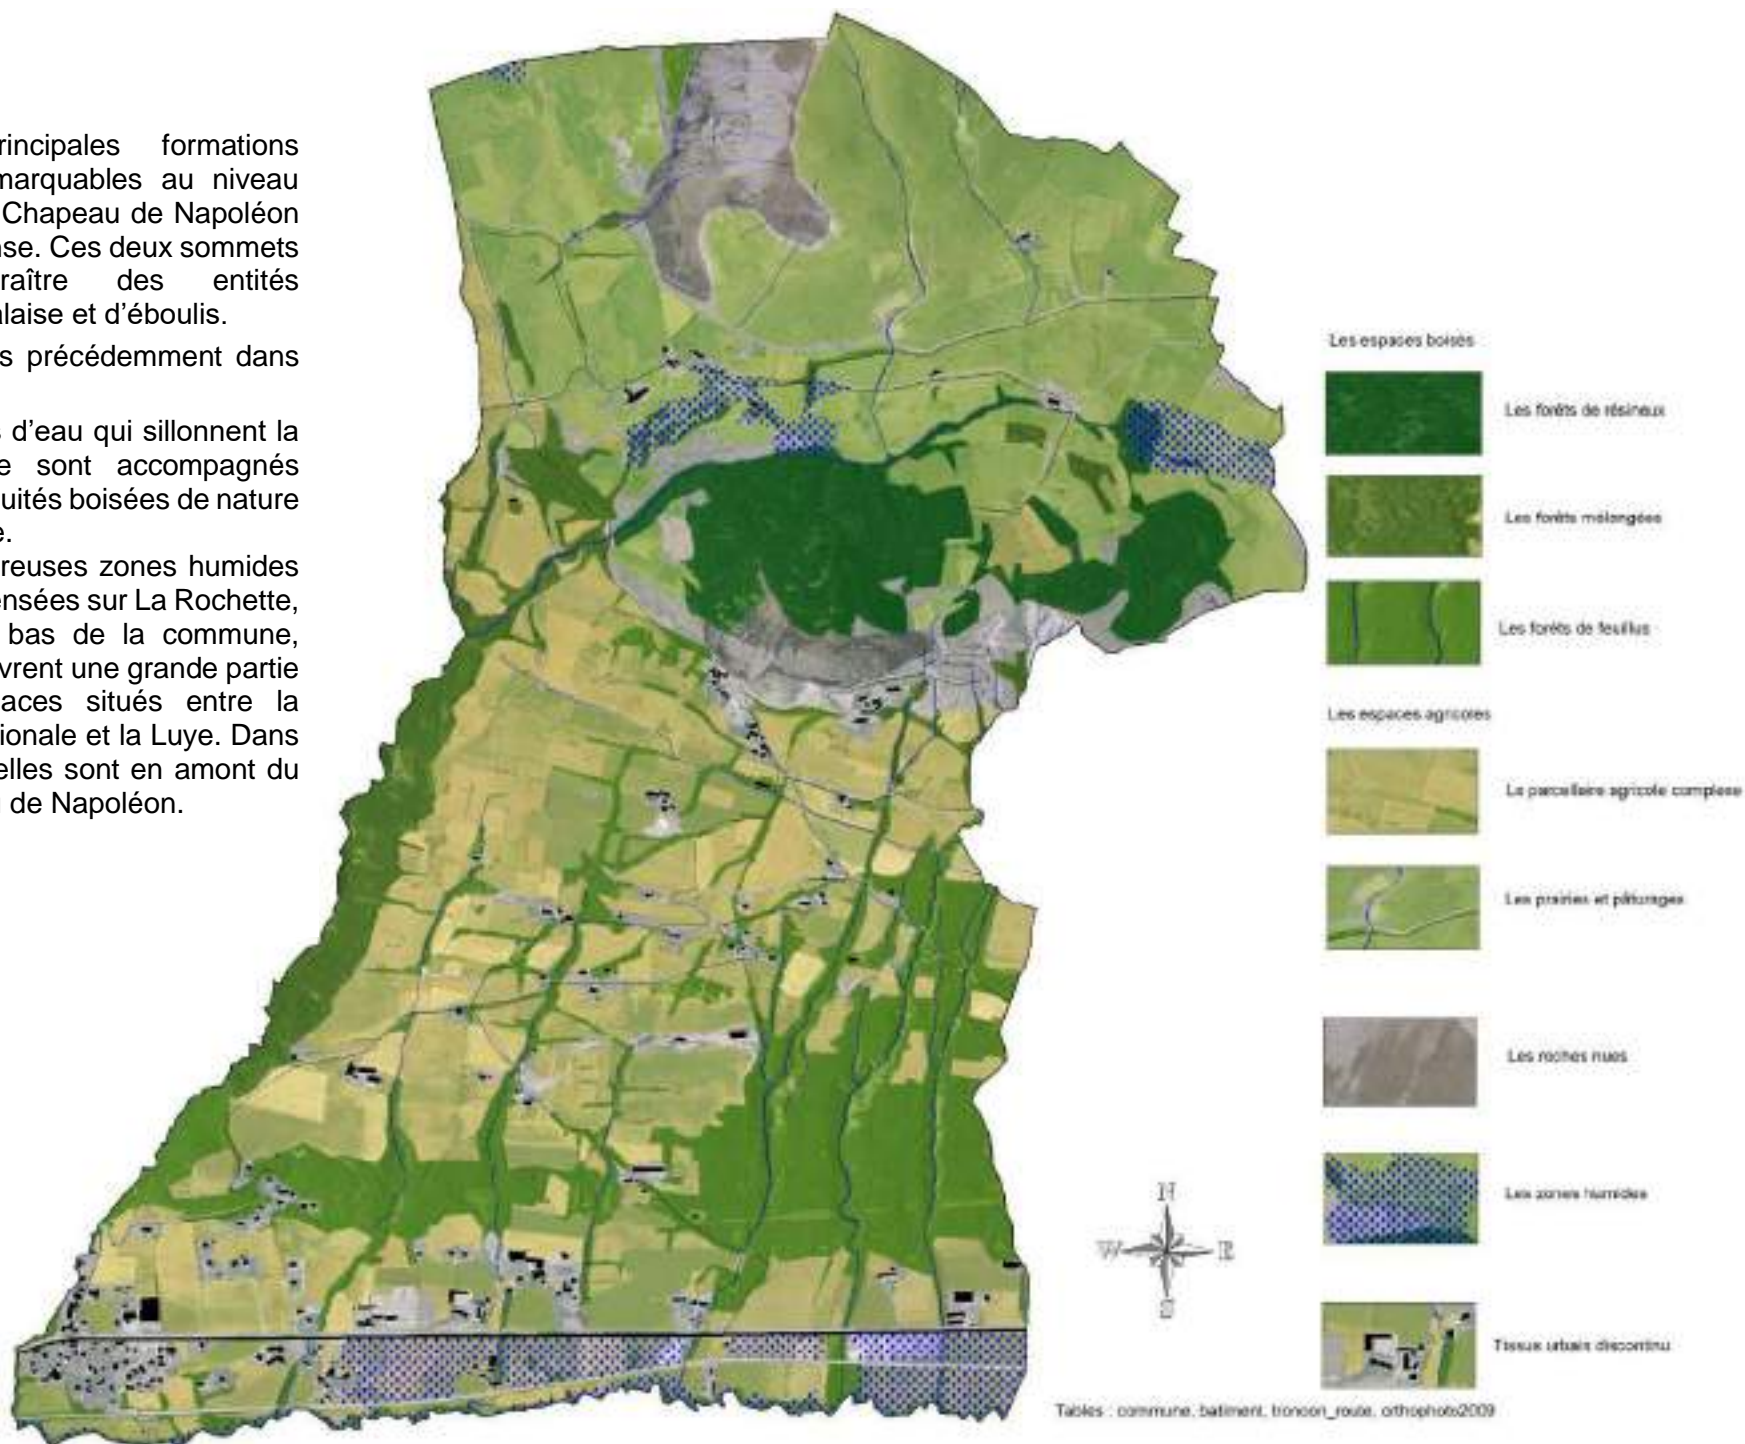 rincipales formations
marquables au niveau
Chapeau de Napoléon
nse. Ces deux sommets
raître des entités
alaise et d'éboulis.
s précédemment dans
s d'eau qui sillonnent la
e sont accompagnés
uités boisées de nature
e.
reuses zones humides
ensées sur La Rochette,
bas de la commune,
vrent une grande partie
aces situés entre la
ionale et la Luye. Dans
elles sont en amont du
u de Napoléon.
Les espaces boisés
Les forêts de résineux
Les forêts mélangées
Les forêts de feuillus
Les espaces agricoles
Le parcellaire agricole complexe
Les prairies et pâturages
Les roches nues
Les zones humides
Tissus urbain discontinu
N
W E
S
Tables : commune, batiment, troncon_route, orthophoto2009